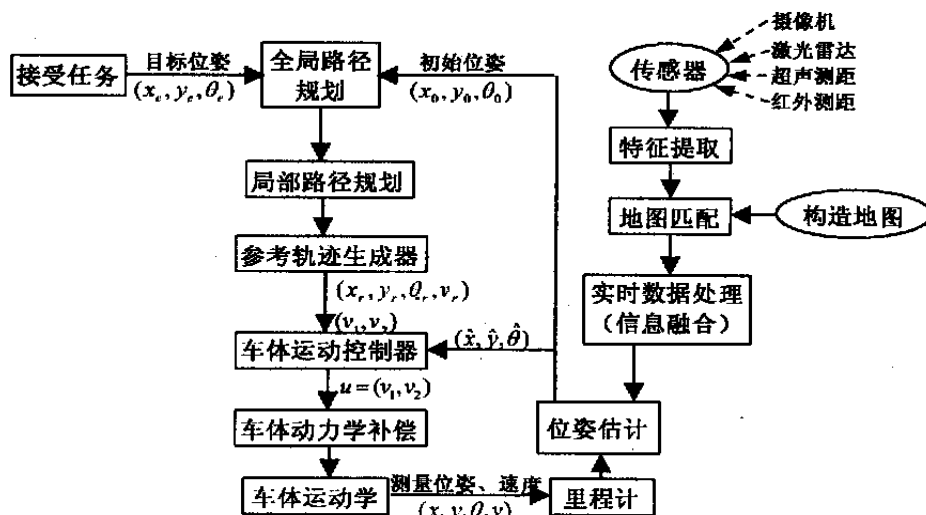 接受任务
目标位姿
(x_e, y_e, θ_e)
全局路径
规划
初始位姿
(x_0, y_0, θ_0)
传感器
摄像机
激光雷达
超声测距
红外测距
特征提取
局部路径规划
地图匹配
构造地图
参考轨迹生成器
(x_r, y_r, θ_r, v_r)
(v_1, v_2)
实时数据处理
(信息融合)
车体运动控制器
(x̂, ŷ, θ̂)
u=(v_1, v_2)
车体动力学补偿
位姿估计
车体运动学
测量位姿、速度
(x, y, θ, v)
里程计